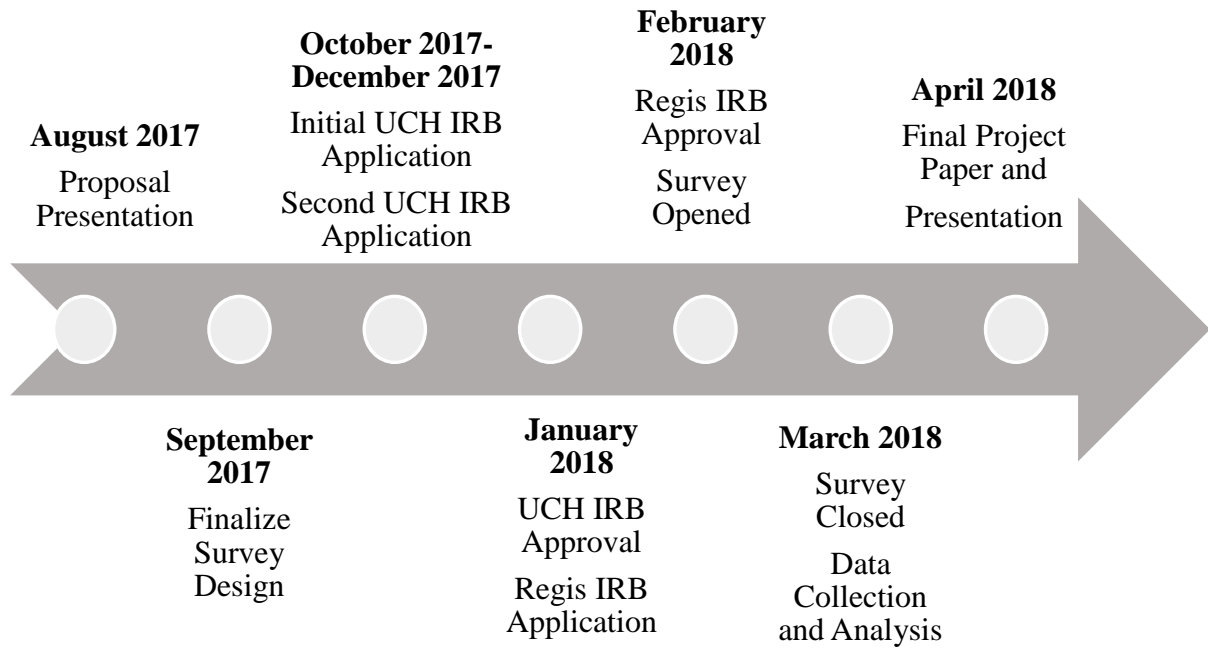 August 2017
Proposal
Presentation
September
2017
Finalize
Survey
Design
October 2017-
December 2017
Initial UCH IRB
Application
Second UCH IRB
Application
January
2018
UCH IRB
Approval
Regis IRB
Application
February
2018
Regis IRB
Approval
Survey
Opened
March 2018
Survey
Closed
Data
Collection
and Analysis
April 2018
Final Project
Paper and
Presentation